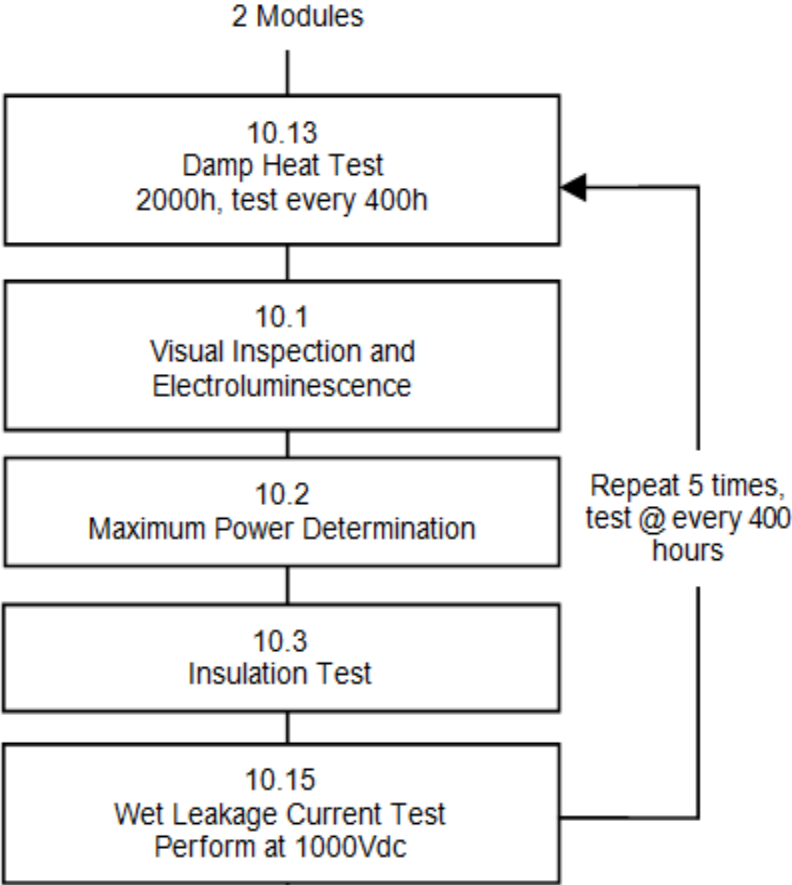 2 Modules
10.13
Damp Heat Test
2000h, test every 400h
10.1
Visual Inspection and
Electroluminescence
10.2
Maximum Power Determination
Repeat 5 times,
test @ every 400
hours
10.3
Insulation Test
10.15
Wet Leakage Current Test
Perform at 1000Vdc